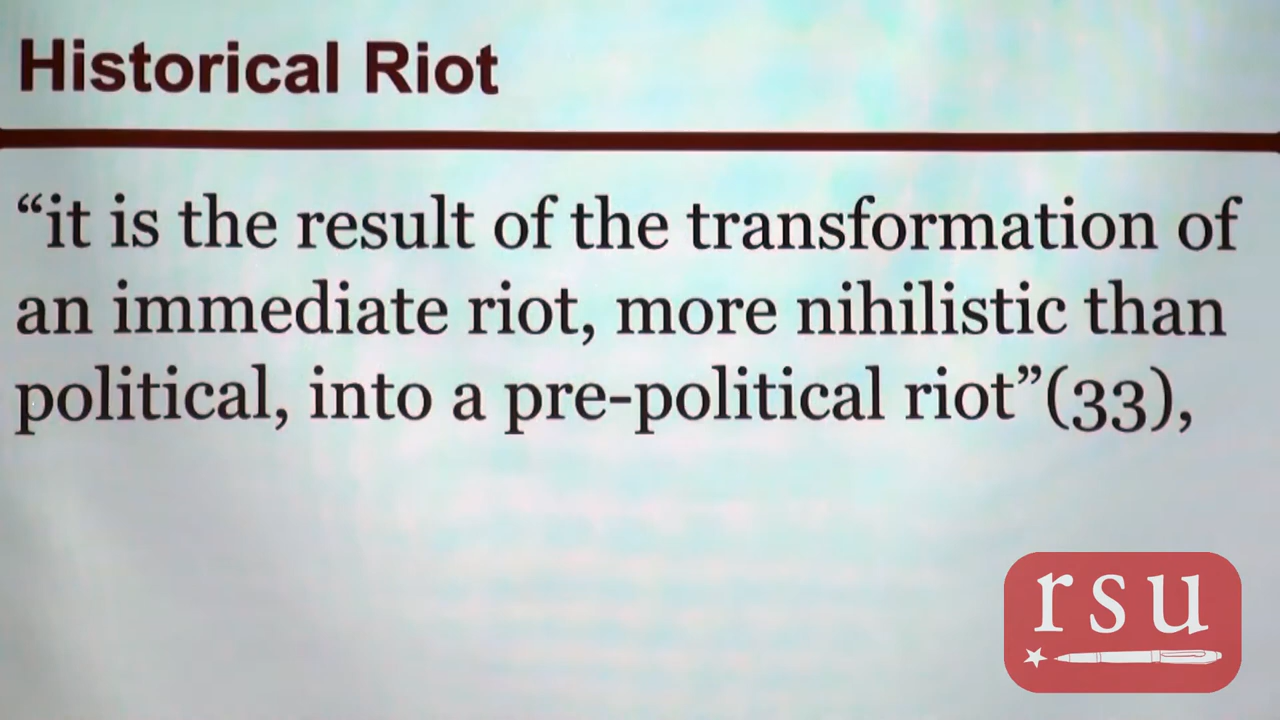 Historical Riot
“it is the result of the transformation of
an immediate riot, more nihilistic than
political, into a pre-political riot”(33),
rsu